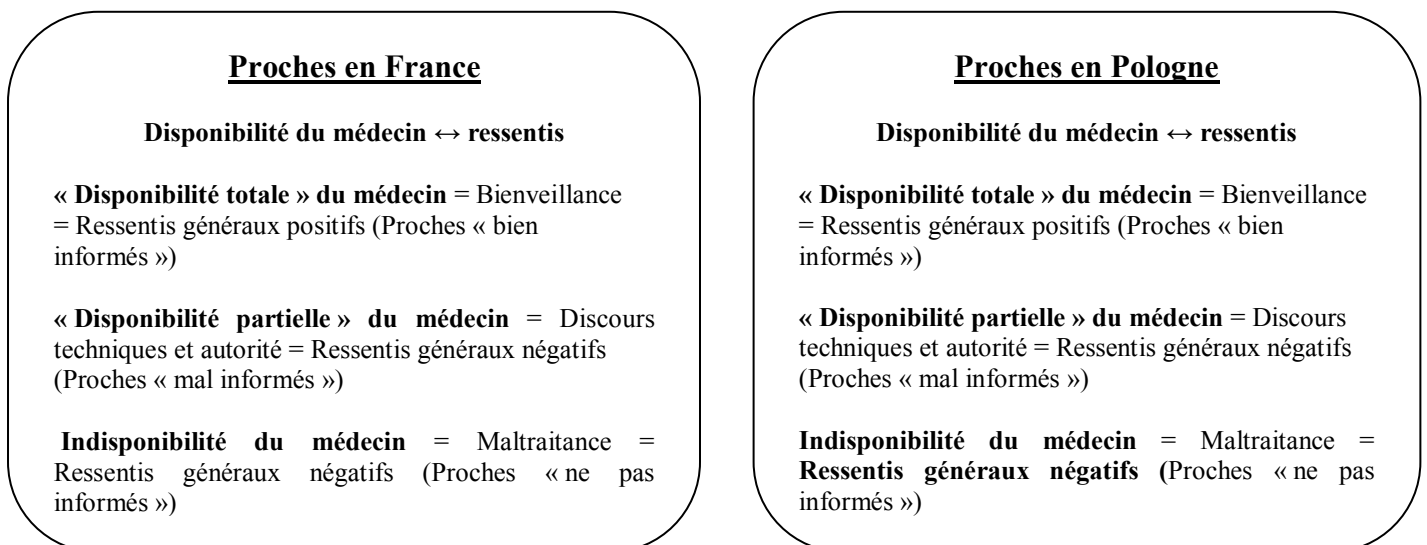 Proches en France
Disponibilité du médecin ↔ ressentis
« Disponibilité totale » du médecin = Bienveillance
= Ressentis généraux positifs (Proches « bien
informés »)
« Disponibilité partielle » du médecin = Discours
techniques et autorité = Ressentis généraux négatifs
(Proches « mal informés »)
Indisponibilité du médecin = Maltraitance =
Ressentis généraux négatifs (Proches « ne pas
informés »)
Proches en Pologne
Disponibilité du médecin ↔ ressentis
« Disponibilité totale » du médecin = Bienveillance
= Ressentis généraux positifs (Proches « bien
informés »)
« Disponibilité partielle » du médecin = Discours
techniques et autorité = Ressentis généraux négatifs
(Proches « mal informés »)
Indisponibilité du médecin = Maltraitance =
Ressentis généraux négatifs (Proches « ne pas
informés »)